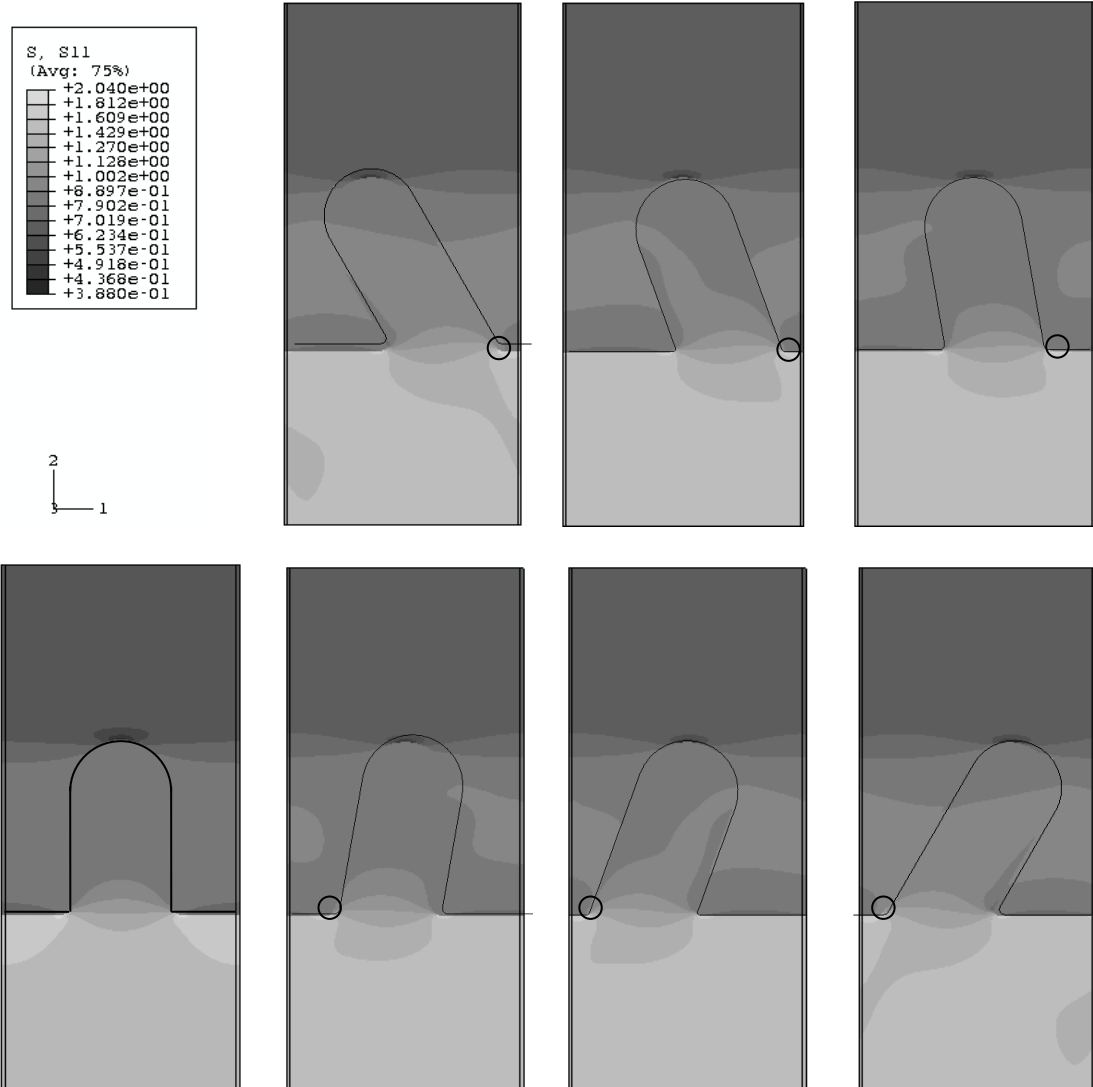 S, S11
(Avg: 75%)
+2.040e+00
+1.812e+00
+1.609e+00
+1.429e+00
+1.270e+00
+1.128e+00
+1.002e+00
+8.897e-01
+7.902e-01
+7.019e-01
+6.234e-01
+5.537e-01
+4.918e-01
+4.368e-01
+3.880e-01
2
3 1